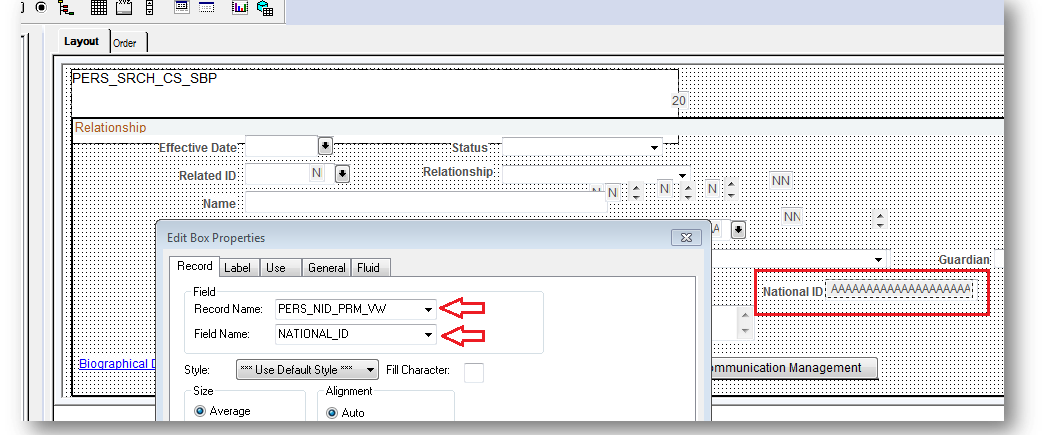 Layout Order
PERS_SRCH_CS_SBP
20
Relationship
Effective Date Status
Related ID N Relationship
N N N NN
Name
NN
A
Guardian
National ID AAAAAAAAAAAAAAAAAAAA
Biographical
ommunication Management
Edit Box Properties
Record Label Use General Fluid
Field
Record Name: PERS_NID_PRM_VW
Field Name: NATIONAL_ID
Style: *** Use Default Style *** Fill Character:
Size Alignment
Average Auto